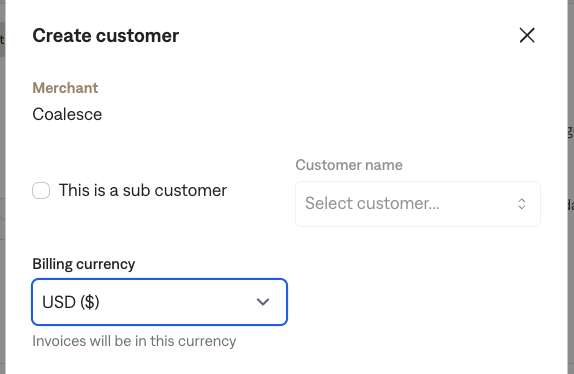 Create customer
Merchant
Coalesce
Customer name
This is a sub customer
Select customer...
Billing currency
USD ($)
Invoices will be in this currency